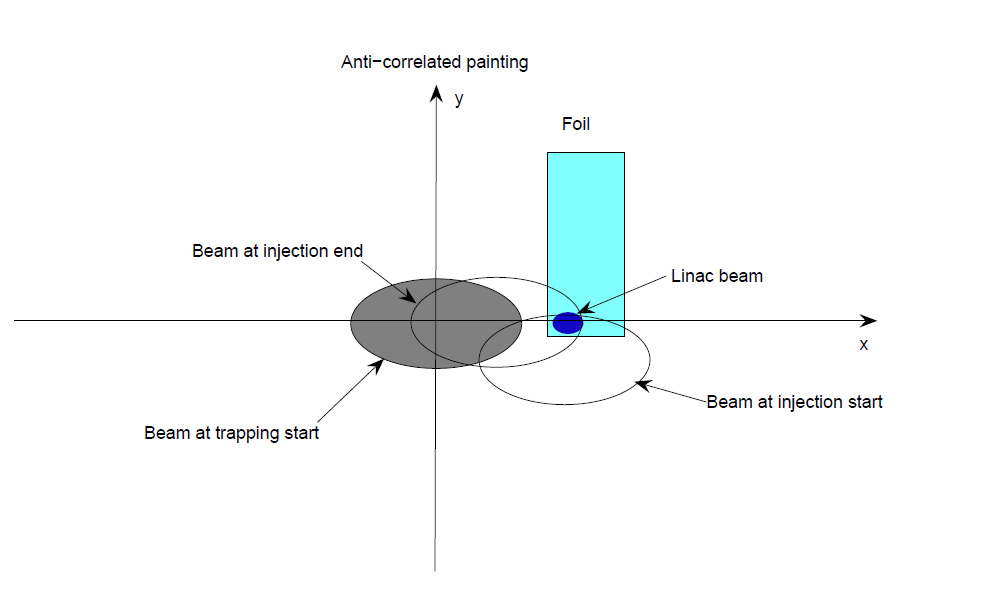 Anti−correlated painting
y
Foil
Beam at injection end
Linac beam
x
Beam at injection start
Beam at trapping start